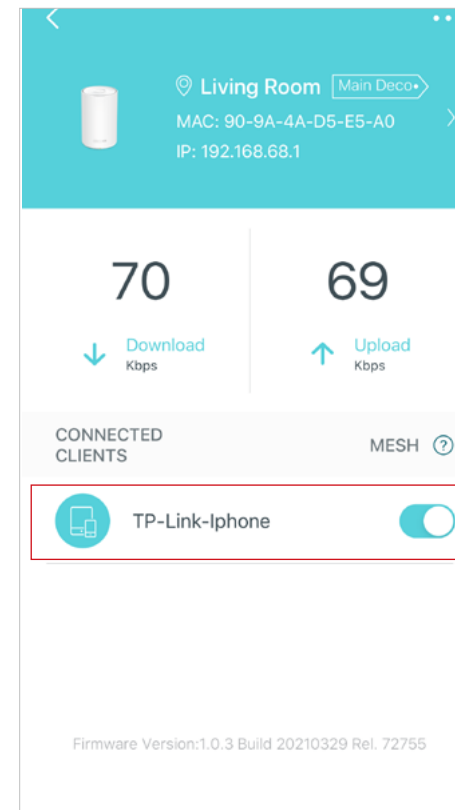 Living Room Main Deco
MAC: 90-9A-4A-D5-E5-A0
IP: 192.168.68.1
70 69
Download Upload
Kbps Kbps
CONNECTED
CLIENTS
MESH ?
TP-Link-Iphone
Firmware Version:1.0.3 Build 20210329 Rel. 72755